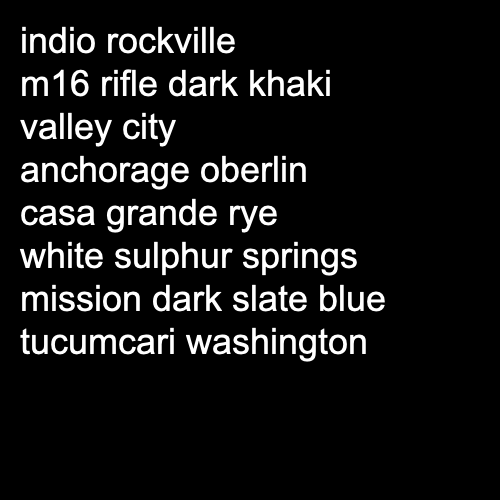 indio rockville
m16 rifle dark khaki
valley city
anchorage oberlin
casa grande rye
white sulphur springs
mission dark slate blue
tucumcari washington